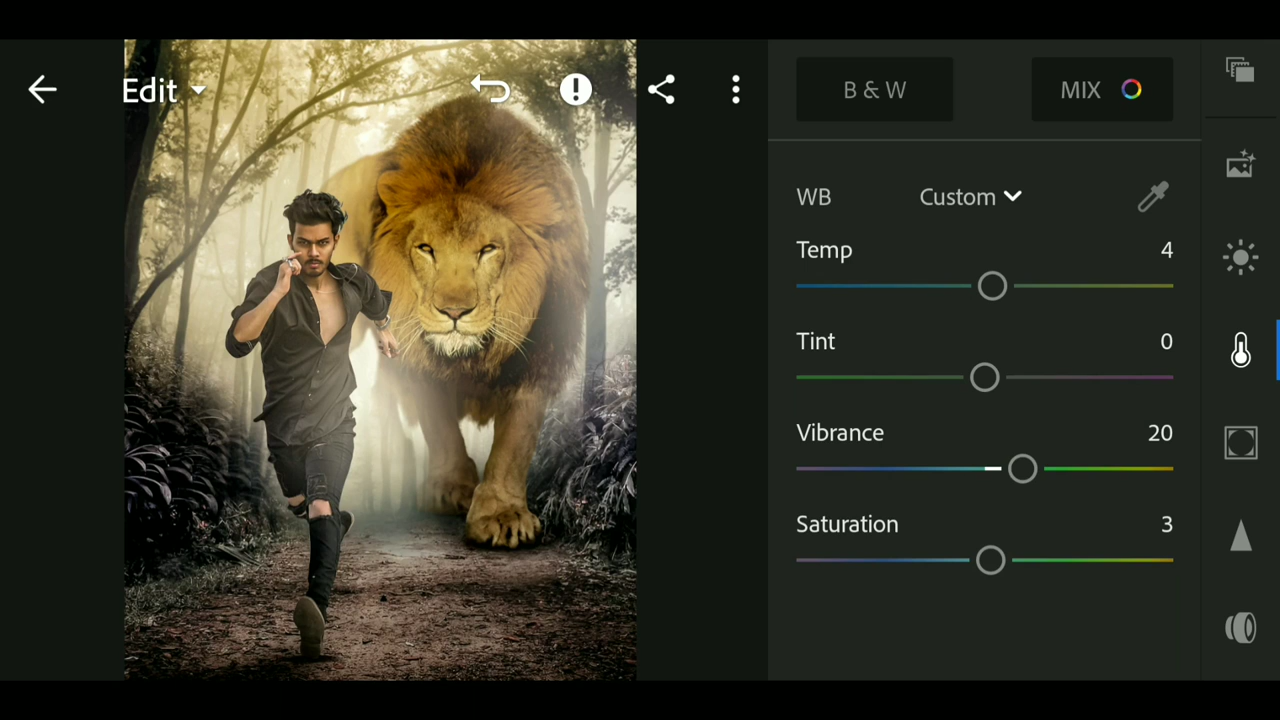 Edit
B & W
MIX
WB Custom
Temp 4
Tint 0
Vibrance 20
Saturation 3